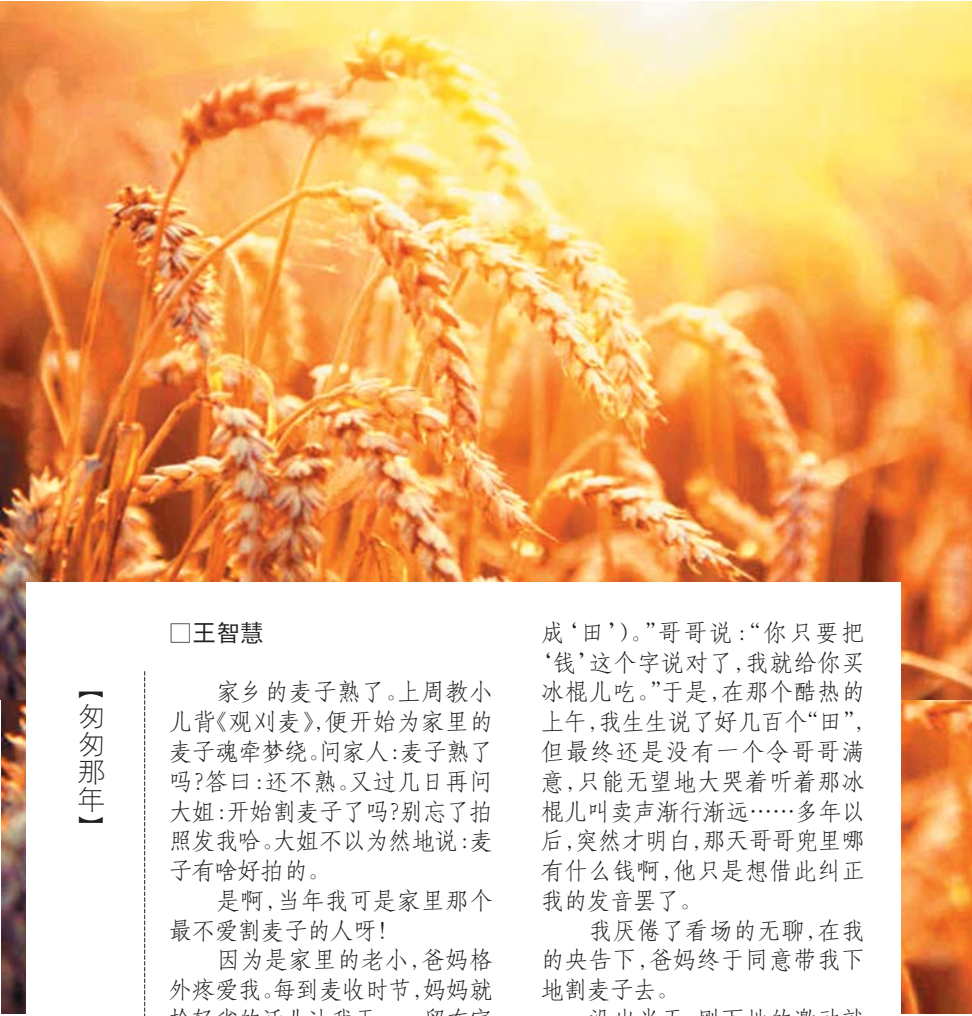 □王智慧
【匆匆那年】
家乡的麦子熟了。上周教小
儿背《观刈麦》,便开始为家里的
麦子魂牵梦绕。问家人:麦子熟了
吗?答曰:还不熟。又过几日再问
大姐:开始割麦子了吗?别忘了拍
照发我哈。大姐不以为然地说:麦
子有啥好拍的。
是啊,当年我可是家里那个
最不爱割麦子的人呀!
因为是家里的老小,爸妈格
外疼爱我。每到麦收时节,妈妈就
成‘田’)。”哥哥说:“你只要把
‘钱’这个字说对了,我就给你买
冰棍儿吃。”于是,在那个酷热的
上午,我生生说了好几百个“田”,
但最终还是没有一个令哥哥满
意,只能无望地大哭着听着那冰
棍儿叫卖声渐行渐远……多年以
后,突然才明白,那天哥哥兜里哪
有什么钱啊,他只是想借此纠正
我的发音罢了。
我厌倦了看场的无聊,在我
的央告下,爸妈终于同意带我下
地割麦子去。